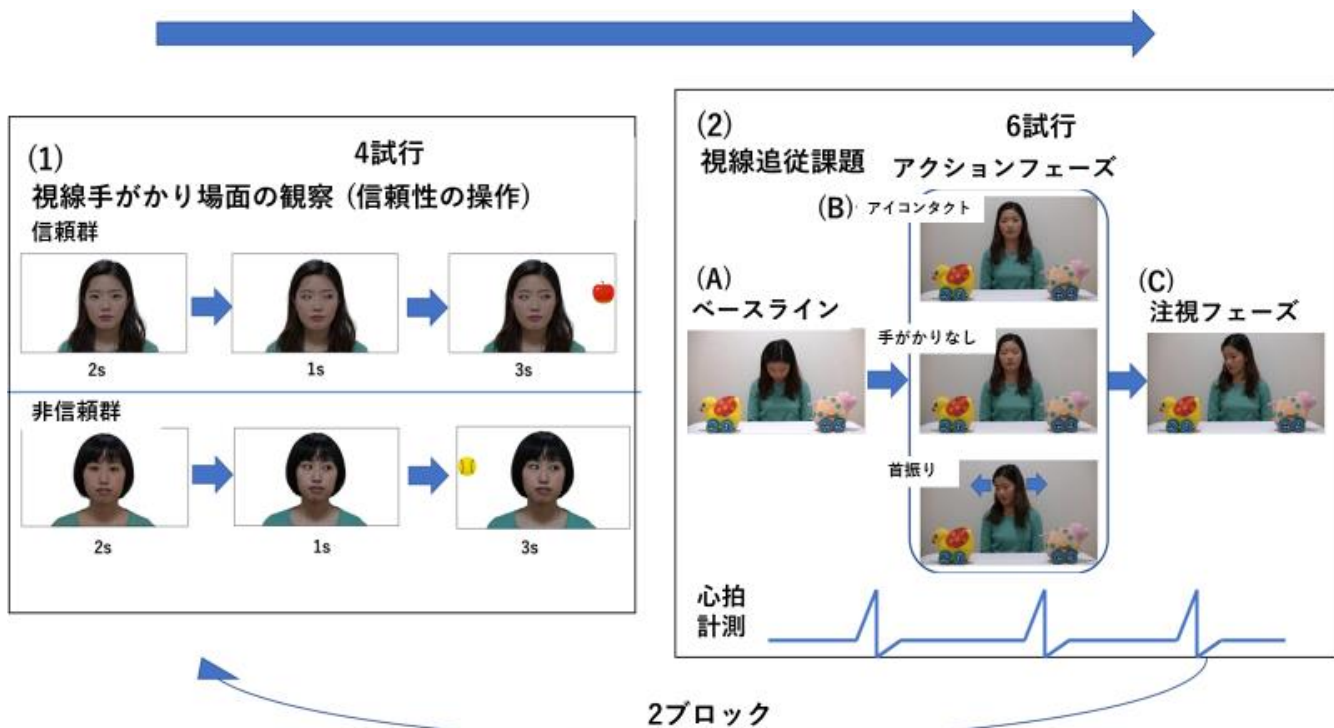 (1)
4試行
視線手がかり場面の観察 (信頼性の操作)
信頼群
2s
1s
3s
非信頼群
2s
1s
3s
(2)
6試行
視線追従課題
アクションフェーズ
(B)
アイコンタクト
(A)
ベースライン
手がかりなし
首振り
(C)
注視フェーズ
心拍
計測
2ブロック